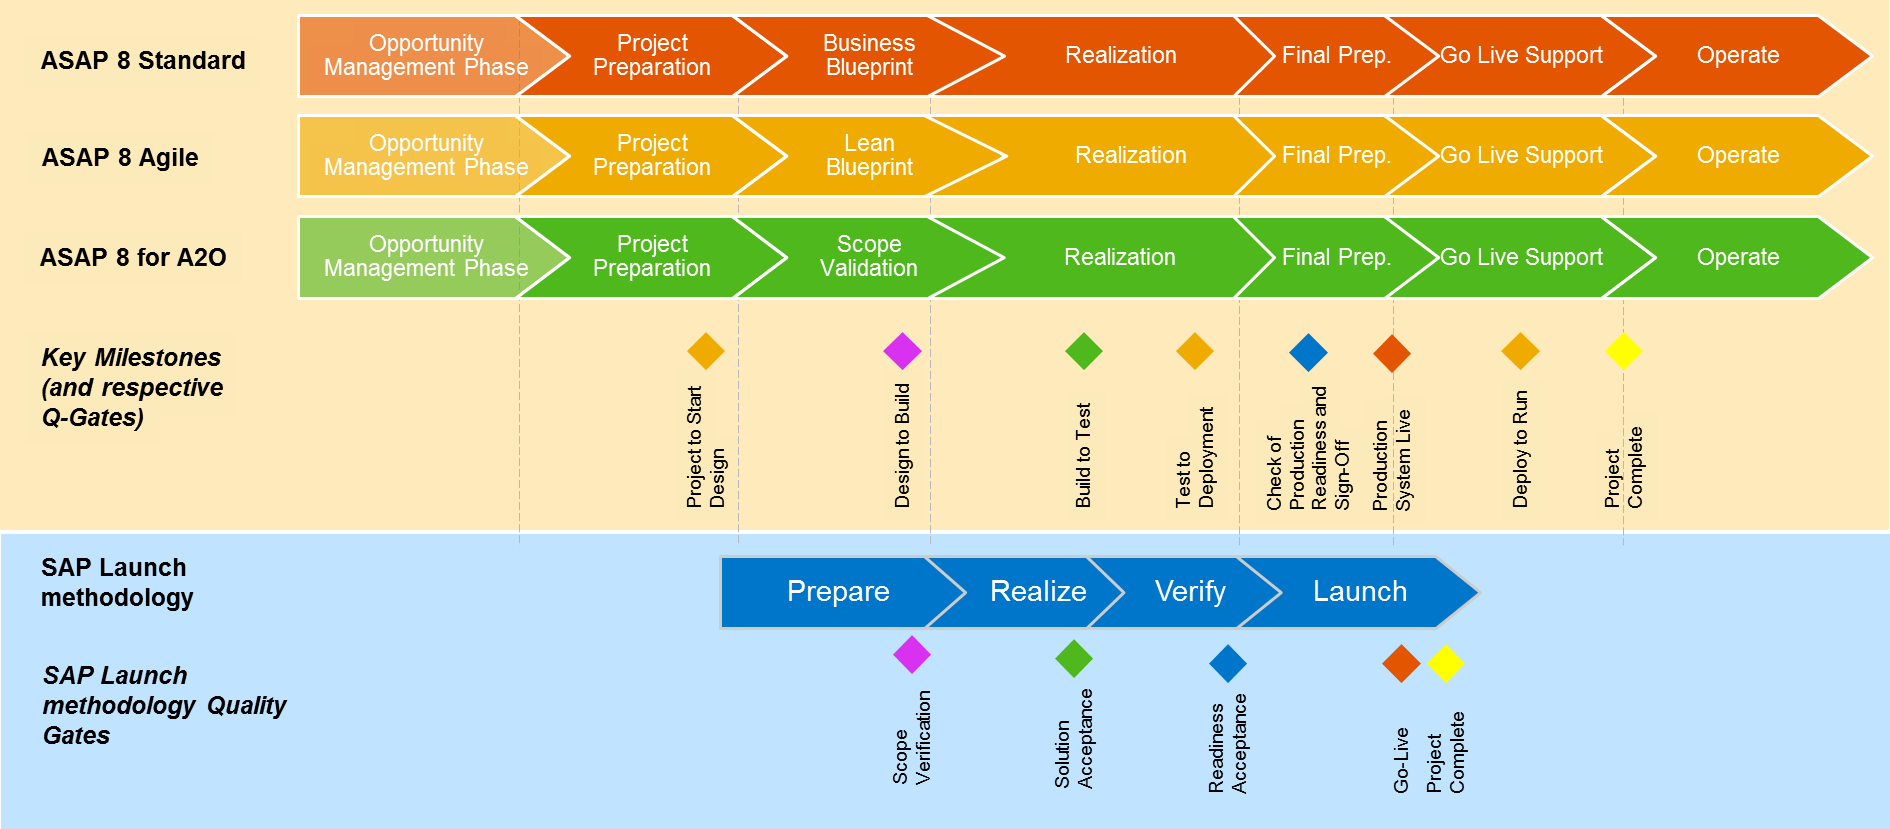 ASAP 8 Standard
Opportunity
Management Phase
Project
Preparation
Business
Blueprint
Realization
Final Prep.
Go Live Support
Operate
ASAP 8 Agile
Opportunity
Management Phase
Project
Preparation
Lean
Blueprint
Realization
Final Prep.
Go Live Support
Operate
ASAP 8 for A2O
Opportunity
Management Phase
Project
Preparation
Scope
Validation
Realization
Final Prep.
Go Live Support
Operate
Key Milestones
(and respective
Q-Gates)
Project to Start
Design
Design to Build
Build to Test
Test to
Deployment
Check of
Production
Readiness and
Sign-Off
Production
System Live
Deploy to Run
Project
Complete
SAP Launch
methodology
Prepare
Realize
Verify
Launch
SAP Launch
methodology Quality
Gates
Scope
Verification
Solution
Acceptance
Readiness
Acceptance
Go-Live
Project
Complete